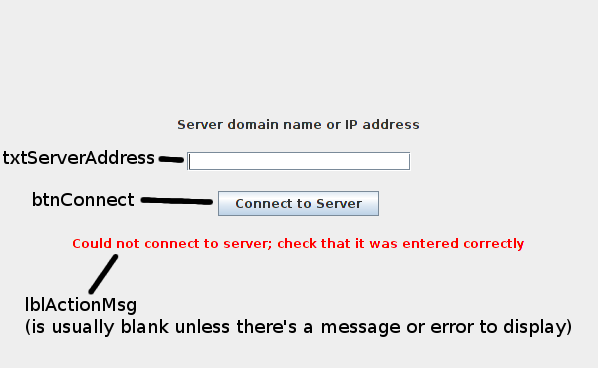 Server domain name or IP address
txtServerAddress
btnConnect
Connect to Server
Could not connect to server; check that it was entered correctly
lblActionMsg
(is usually blank unless there's a message or error to display)